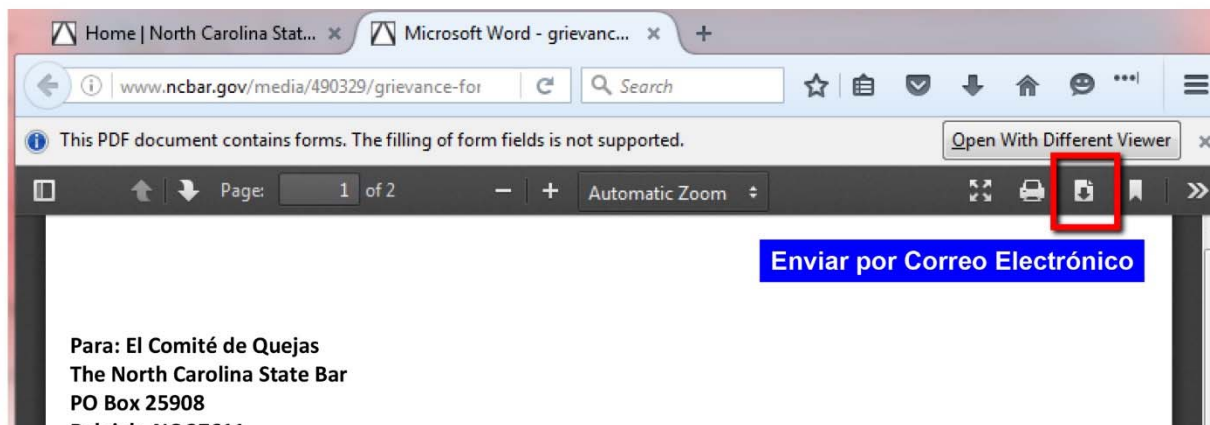 Home | North Carolina Stat...
Microsoft Word - grievanc...
www.ncbar.gov/media/490329/grievance-for
Search
This PDF document contains forms. The filling of form fields is not supported.
Open With Different Viewer
Page: 1 of 2
Automatic Zoom
Enviar por Correo Electrónico
Para: El Comité de Quejas
The North Carolina State Bar
PO Box 25908